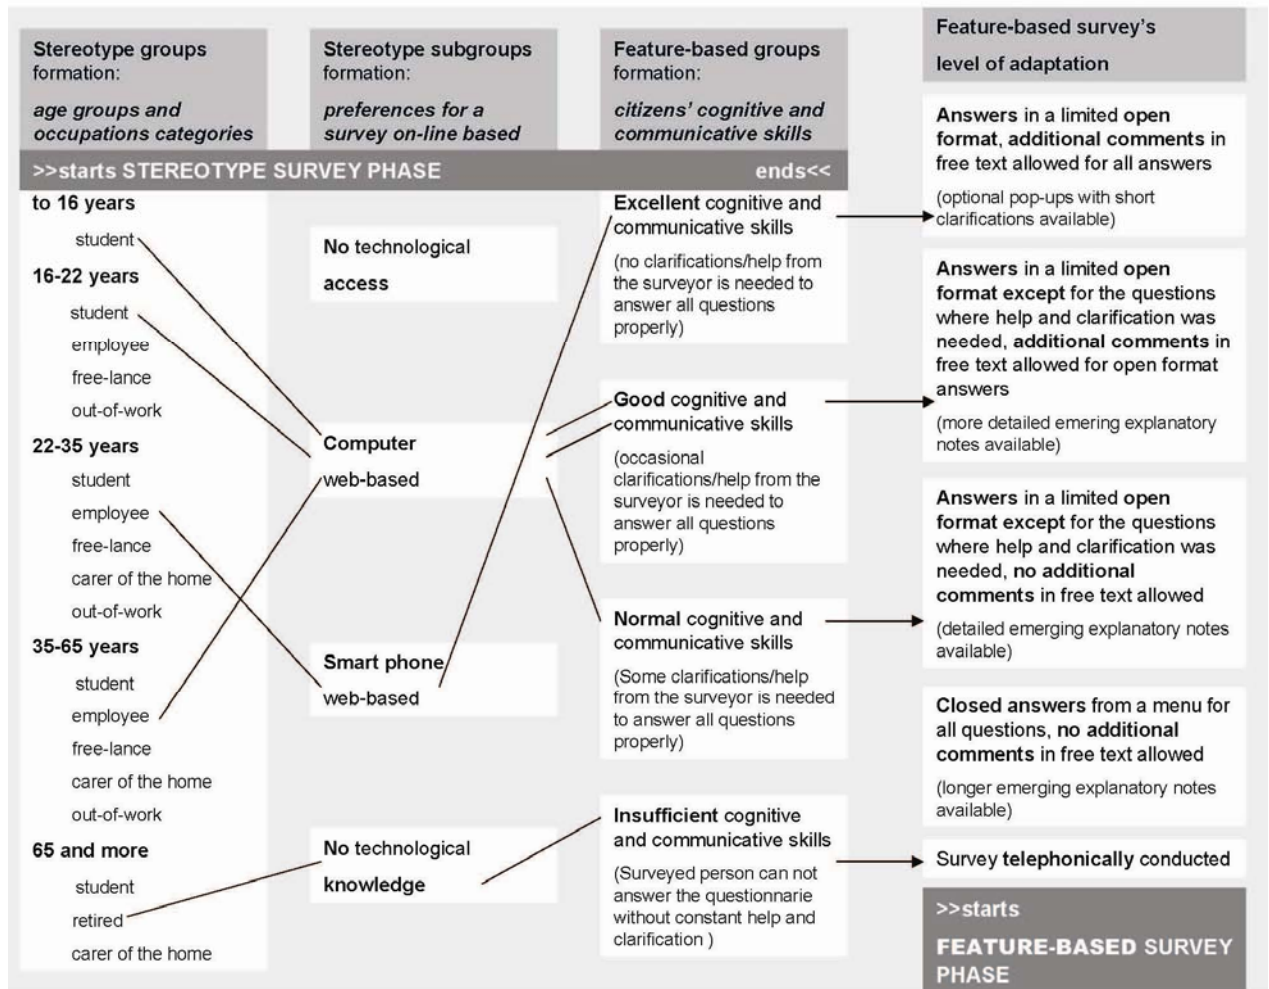 Stereotype groups
formation:
age groups and
occupations categories
Stereotype subgroups
formation:
preferences for a
survey on-line based
Feature-based groups
formation:
citizens’ cognitive and
communicative skills
Feature-based survey’s
level of adaptation
>>starts STEREOTYPE SURVEY PHASE ends<<
to 16 years
student
16-22 years
student
employee
free-lance
out-of-work
22-35 years
student
employee
free-lance
carer of the home
out-of-work
35-65 years
student
employee
free-lance
carer of the home
out-of-work
65 and more
student
retired
carer of the home
No technological
access
Computer
web-based
Smart phone
web-based
No technological
knowledge
Excellent cognitive and
communicative skills
(no clarifications/help from
the surveyor is needed to
answer all questions
properly)
Good cognitive and
communicative skills
(occasional
clarifications/help from the
surveyor is needed to
answer all questions
properly)
Normal cognitive and
communicative skills
(Some clarifications/help
from the surveyor is needed
to answer all questions
properly)
Insufficient cognitive
and communicative skills
(Surveyed person can not
answer the questionnarie
without constant help and
clarification )
Answers in a limited open
format, additional comments in
free text allowed for all answers
(optional pop-ups with short
clarifications available)
Answers in a limited open
format except for the questions
where help and clarification was
needed, additional comments in
free text allowed for open format
answers
(more detailed emering explanatory
notes available)
Answers in a limited open
format except for the questions
where help and clarification was
needed, no additional
comments in free text allowed
(detailed emerging explanatory notes
available)
Closed answers from a menu for
all questions, no additional
comments in free text allowed
(longer emerging explanatory notes
available)
Survey telephonically conducted
>>starts
FEATURE-BASED SURVEY
PHASE